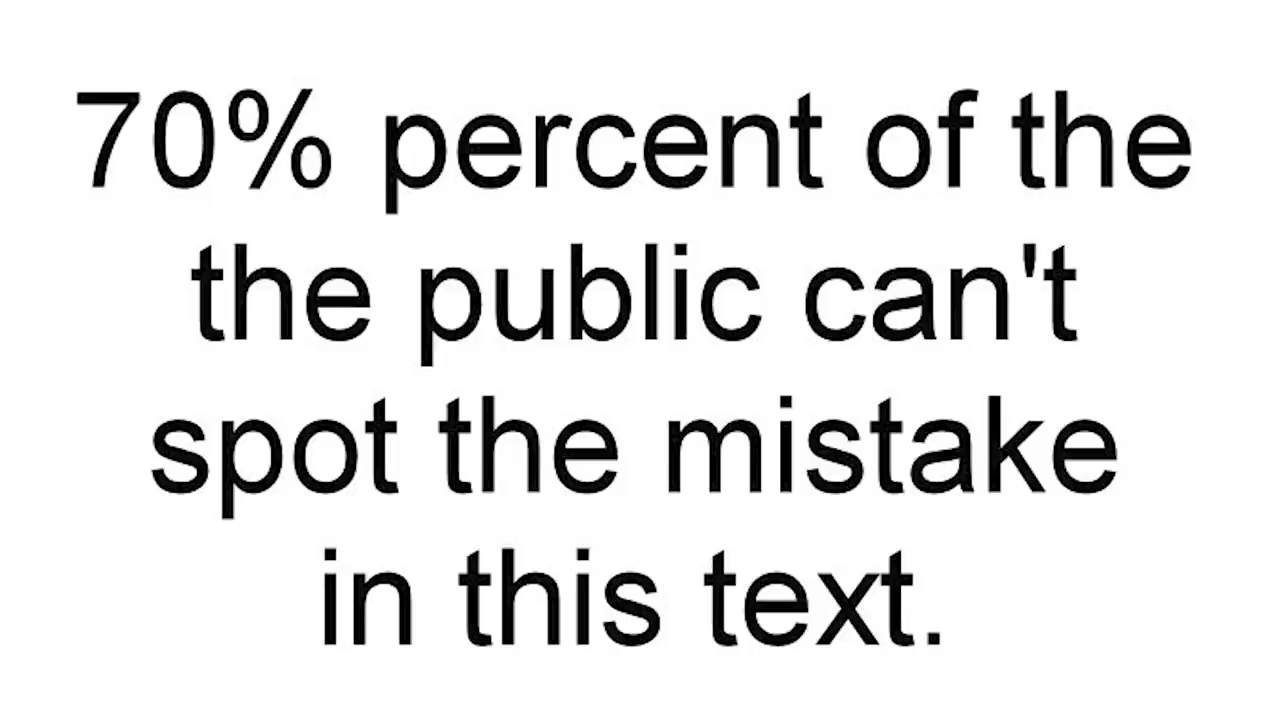 70% percent of the
the public can't
spot the mistake
in this text.